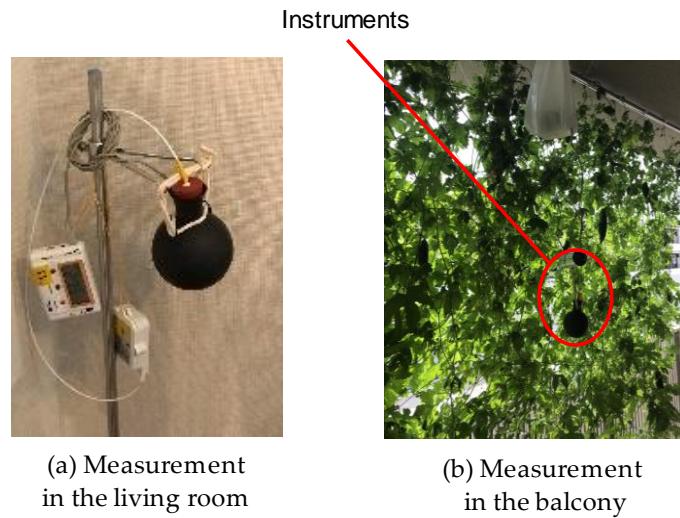 Instruments
(a) Measurement
in the living room
(b) Measurement
in the balcony